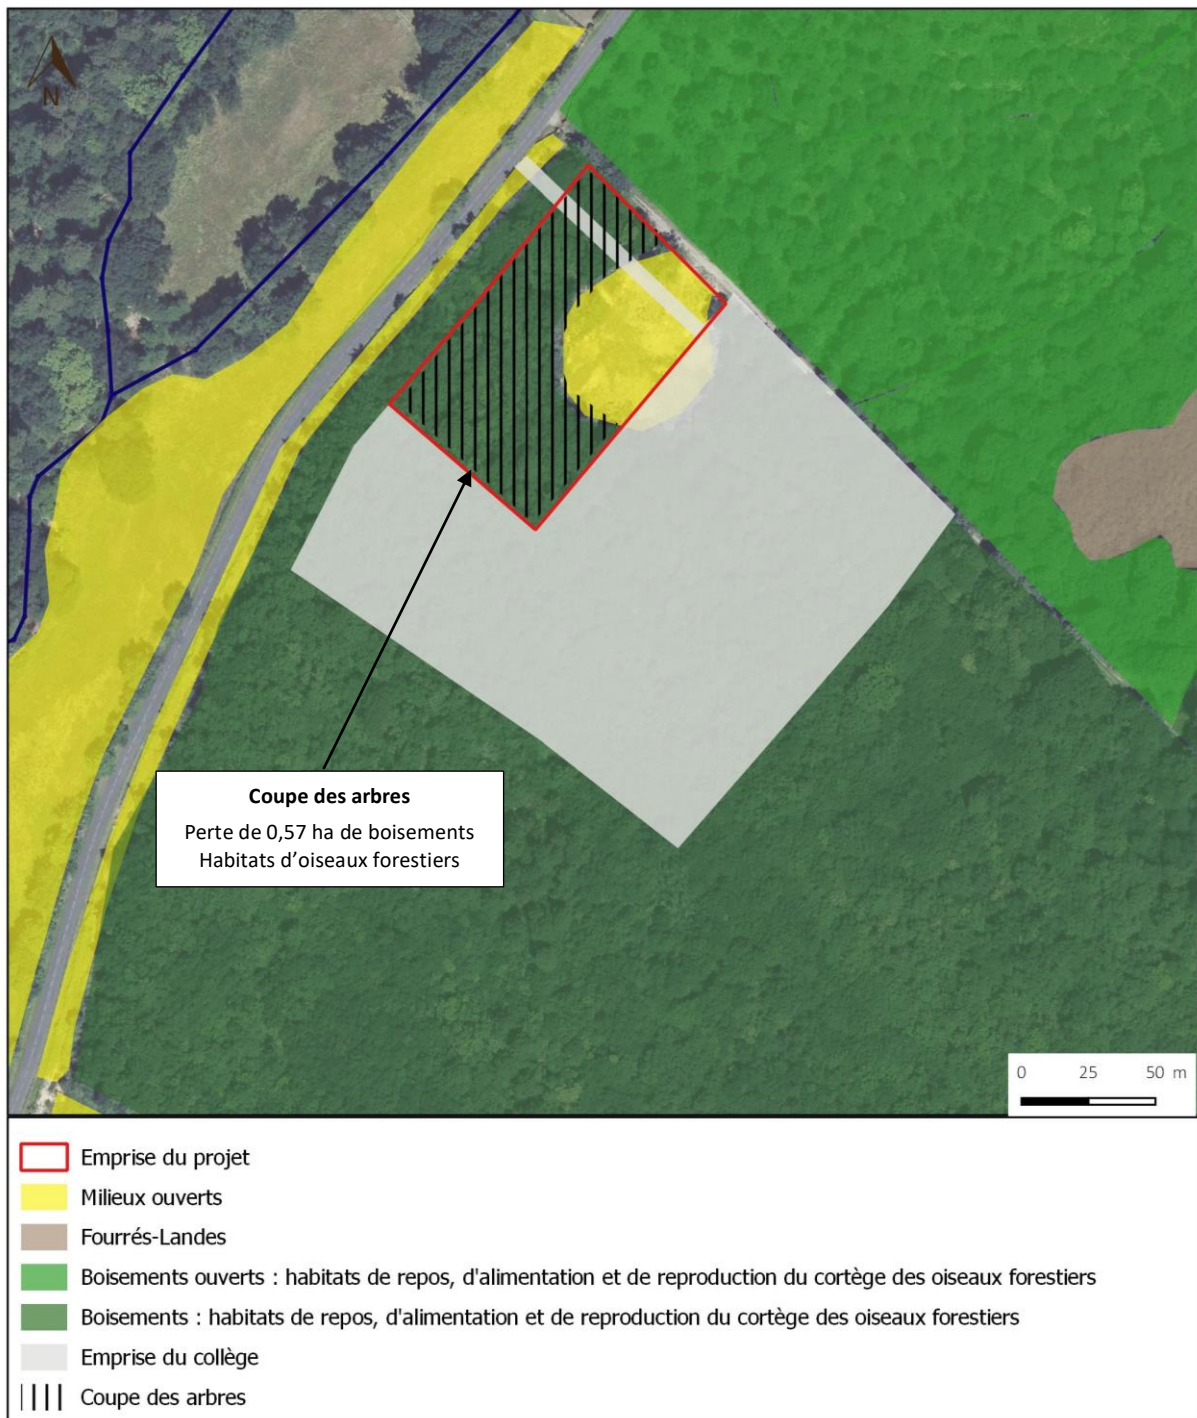 N
Coupe des arbres
Perte de 0,57 ha de boisements
Habitats d’oiseaux forestiers
0 25 50 m
Emprise du projet
Milieux ouverts
Fourrés-Landes
Boisements ouverts : habitats de repos, d'alimentation et de reproduction du cortège des oiseaux forestiers
Boisements : habitats de repos, d'alimentation et de reproduction du cortège des oiseaux forestiers
Emprise du collège
Coupe des arbres